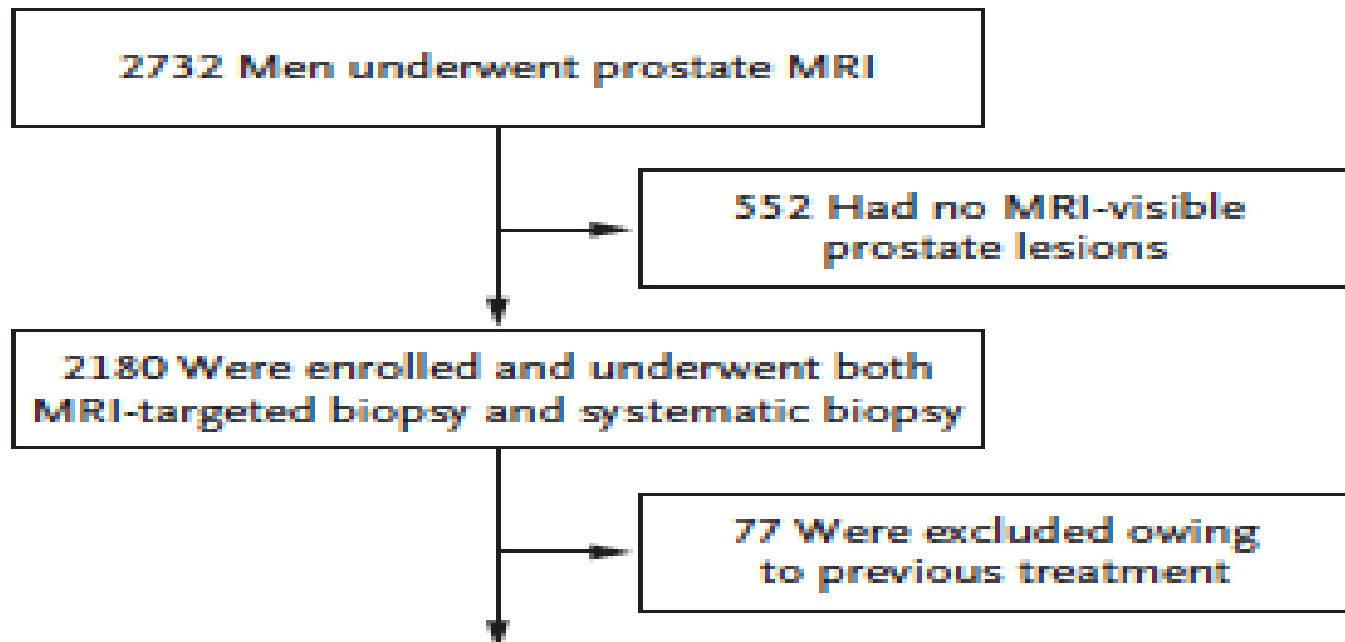 2732 Men underwent prostate MRI
552 Had no MRI-visible
prostate lesions
2180 Were enrolled and underwent both
MRI-targeted biopsy and systematic biopsy
77 Were excluded owing
to previous treatment